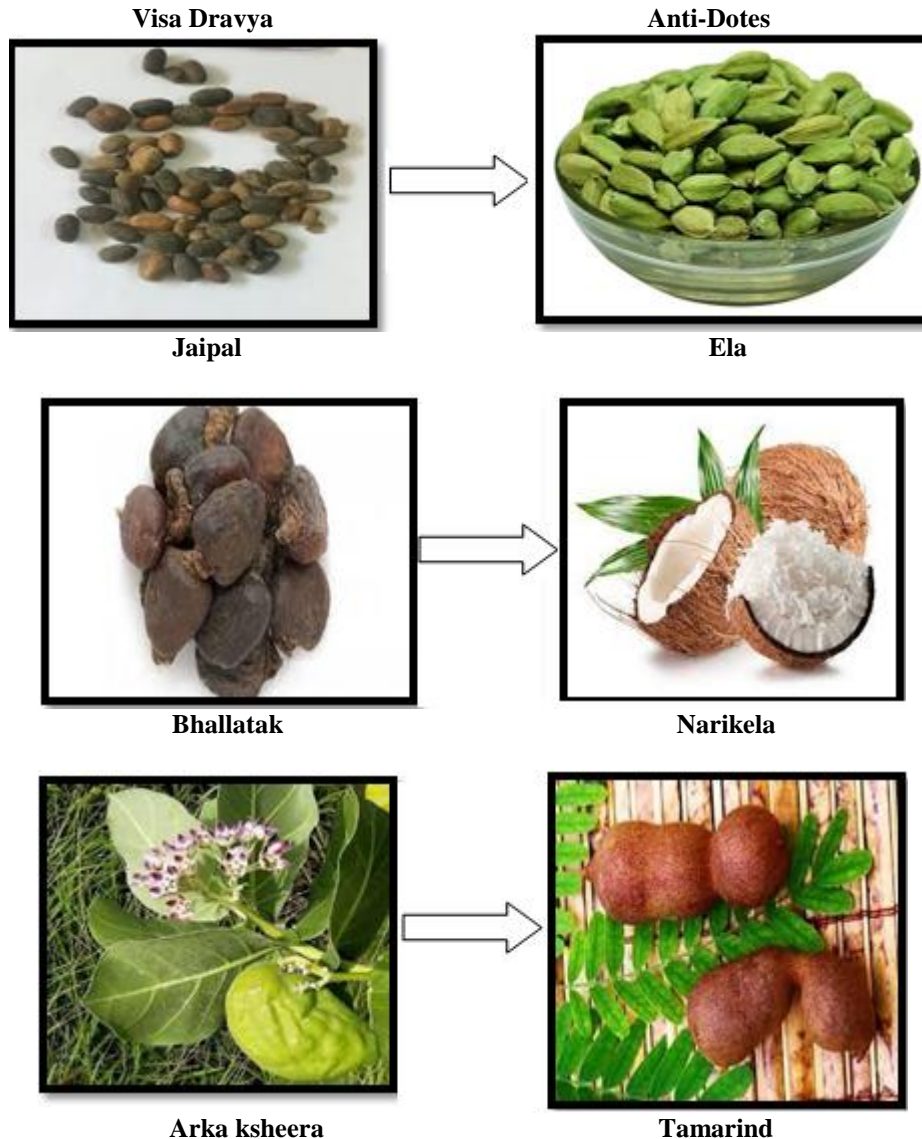 Visa Dravya Anti-Dotes
Jaipal Ela
Bhallatak Narikela
Arka ksheera Tamarind